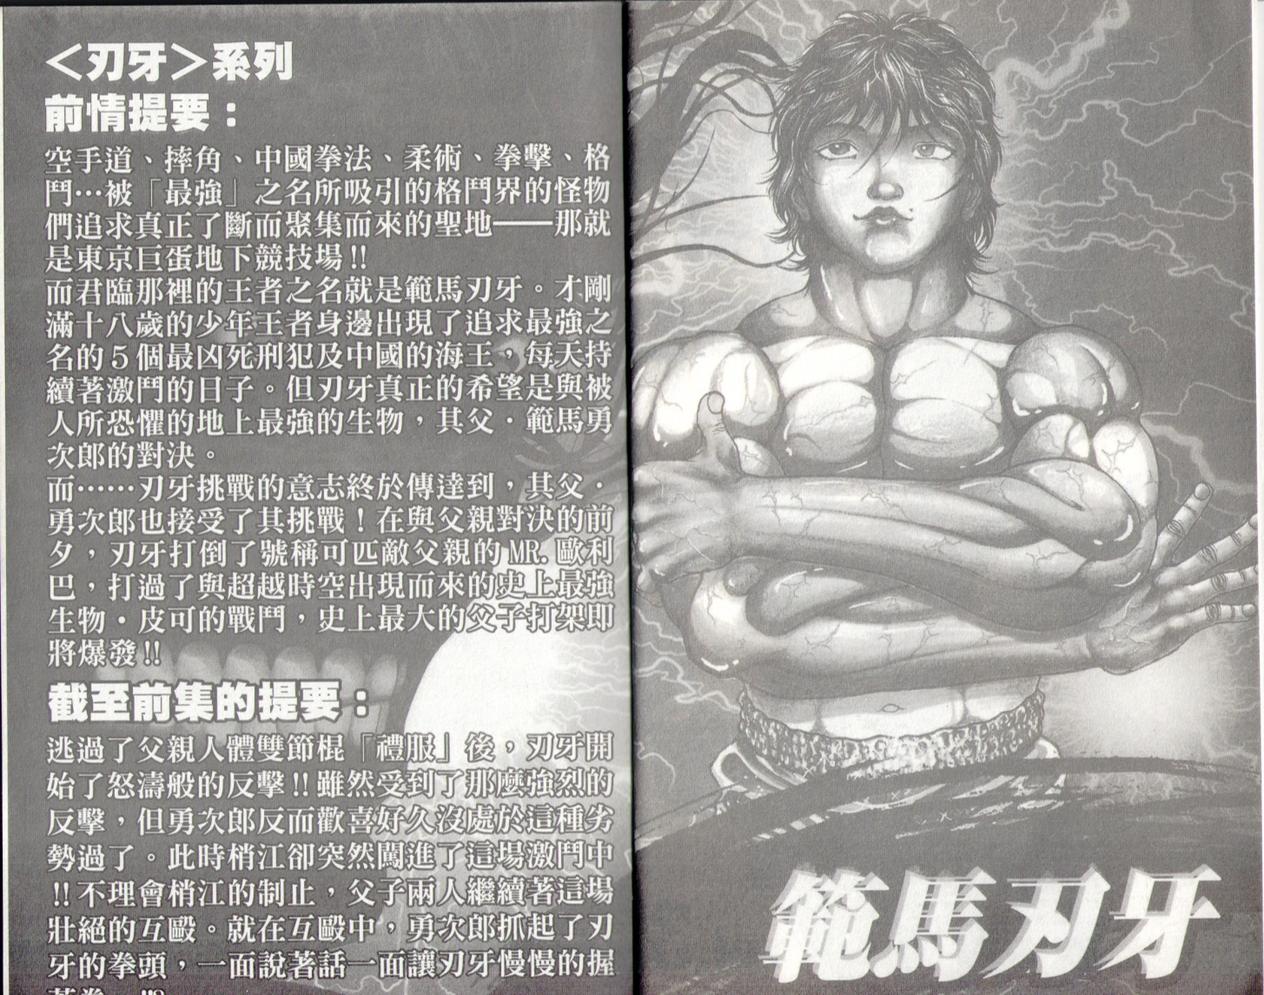 ＜刃牙＞系列
前情提要：
空手道、摔角、中國拳法、柔術、拳擊、格
鬥…被「最強」之名所吸引的格鬥界的怪物
們追求真正了斷而聚集而來的聖地——那就
是東京巨蛋地下競技場!!
而君臨那裡的王者之名就是範馬刃牙。才剛
滿十八歲的少年王者身邊出現了追求最強之
名的5個最凶死刑犯及中國的海王，每天持
續著激鬥的日子。但刃牙真正的希望是與被
人所恐懼的地上最強的生物，其父・範馬勇
次郎的對決。
而……刃牙挑戰的意志終於傳達到，其父・
勇次郎也接受了其挑戰！在與父親對決的前
夕，刃牙打倒了號稱可匹敵父親的MR.歐利
巴，打過了與超越時空出現而來的史上最強
生物・皮可的戰鬥，史上最大的父子打架即
將爆發!!
截至前集的提要：
逃過了父親人體雙節棍「禮服」後，刃牙開
始了怒濤般的反擊!!雖然受到了那麼強烈的
反擊，但勇次郎反而歡喜好久沒處於這種劣
勢過了。此時梢江卻突然闖進了這場激鬥中
!!不理會梢江的制止，父子兩人繼續著這場
壯絕的互毆。就在互毆中，勇次郎抓起了刃
牙的拳頭，一面說著話一面讓刃牙慢慢的握
範馬刃牙